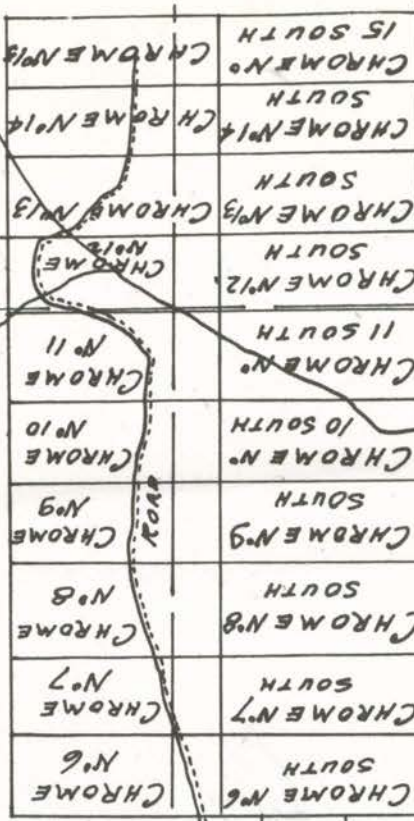 CHROME Nº6
SOUTH
CHROME
Nº6
CHROME Nº7
SOUTH
CHROME
Nº7
CHROME Nº8
SOUTH
CHROME
Nº8
CHROME Nº9
SOUTH
CHROME
Nº9
ROAD
CHROME Nº
10 SOUTH
CHROME
Nº10
CHROME Nº
11 SOUTH
CHROME
Nº11
CHROME Nº12
SOUTH
CHROME
Nº12
CHROME Nº13
SOUTH
CHROME Nº13
CHROME Nº14
SOUTH
CHROME Nº14
CHROME Nº
15 SOUTH
CHROME Nº15